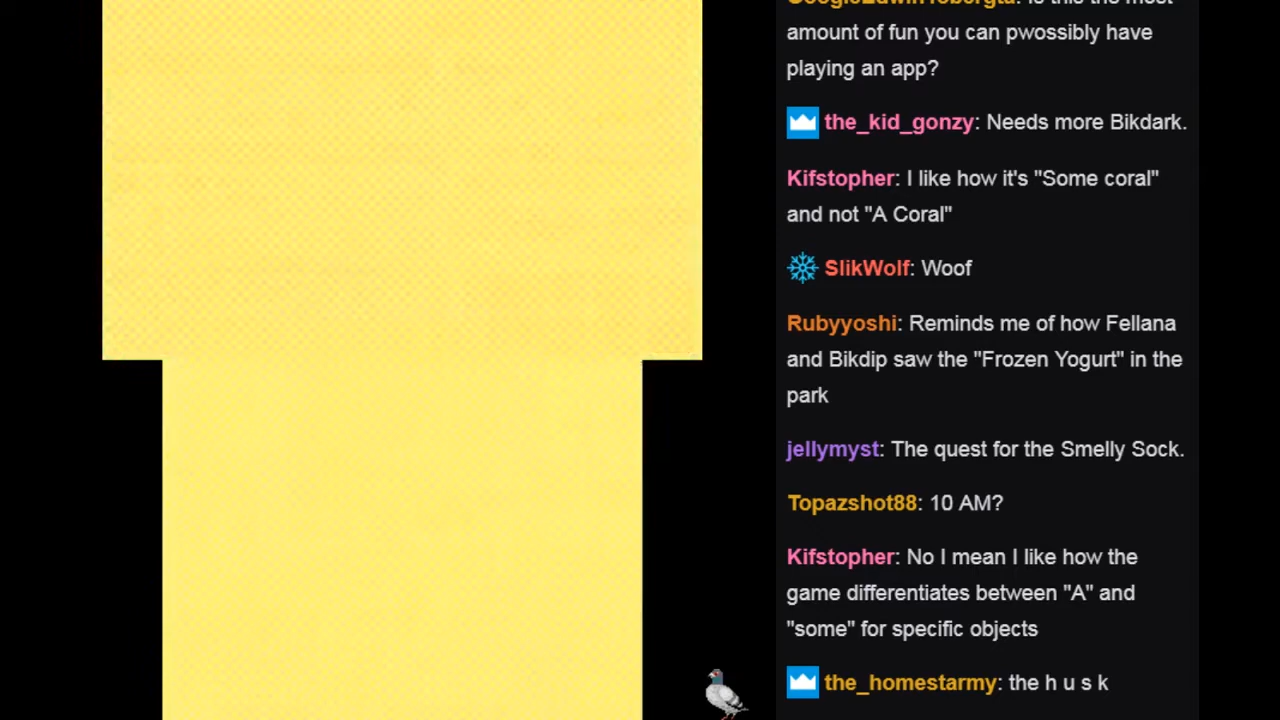 amount of fun you can pwossibly have
playing an app?
the_kid_gonzy: Needs more Bikdark.
Kifstopher: I like how it's "Some coral"
and not "A Coral"
SlikWolf: Woof
Rubyyoshi: Reminds me of how Fellana
and Bikdip saw the "Frozen Yogurt" in the
park
jellymyst: The quest for the Smelly Sock.
Topazshot88: 10 AM?
Kifstopher: No I mean I like how the
game differentiates between "A" and
"some" for specific objects
the_homestarmy: the h u s k